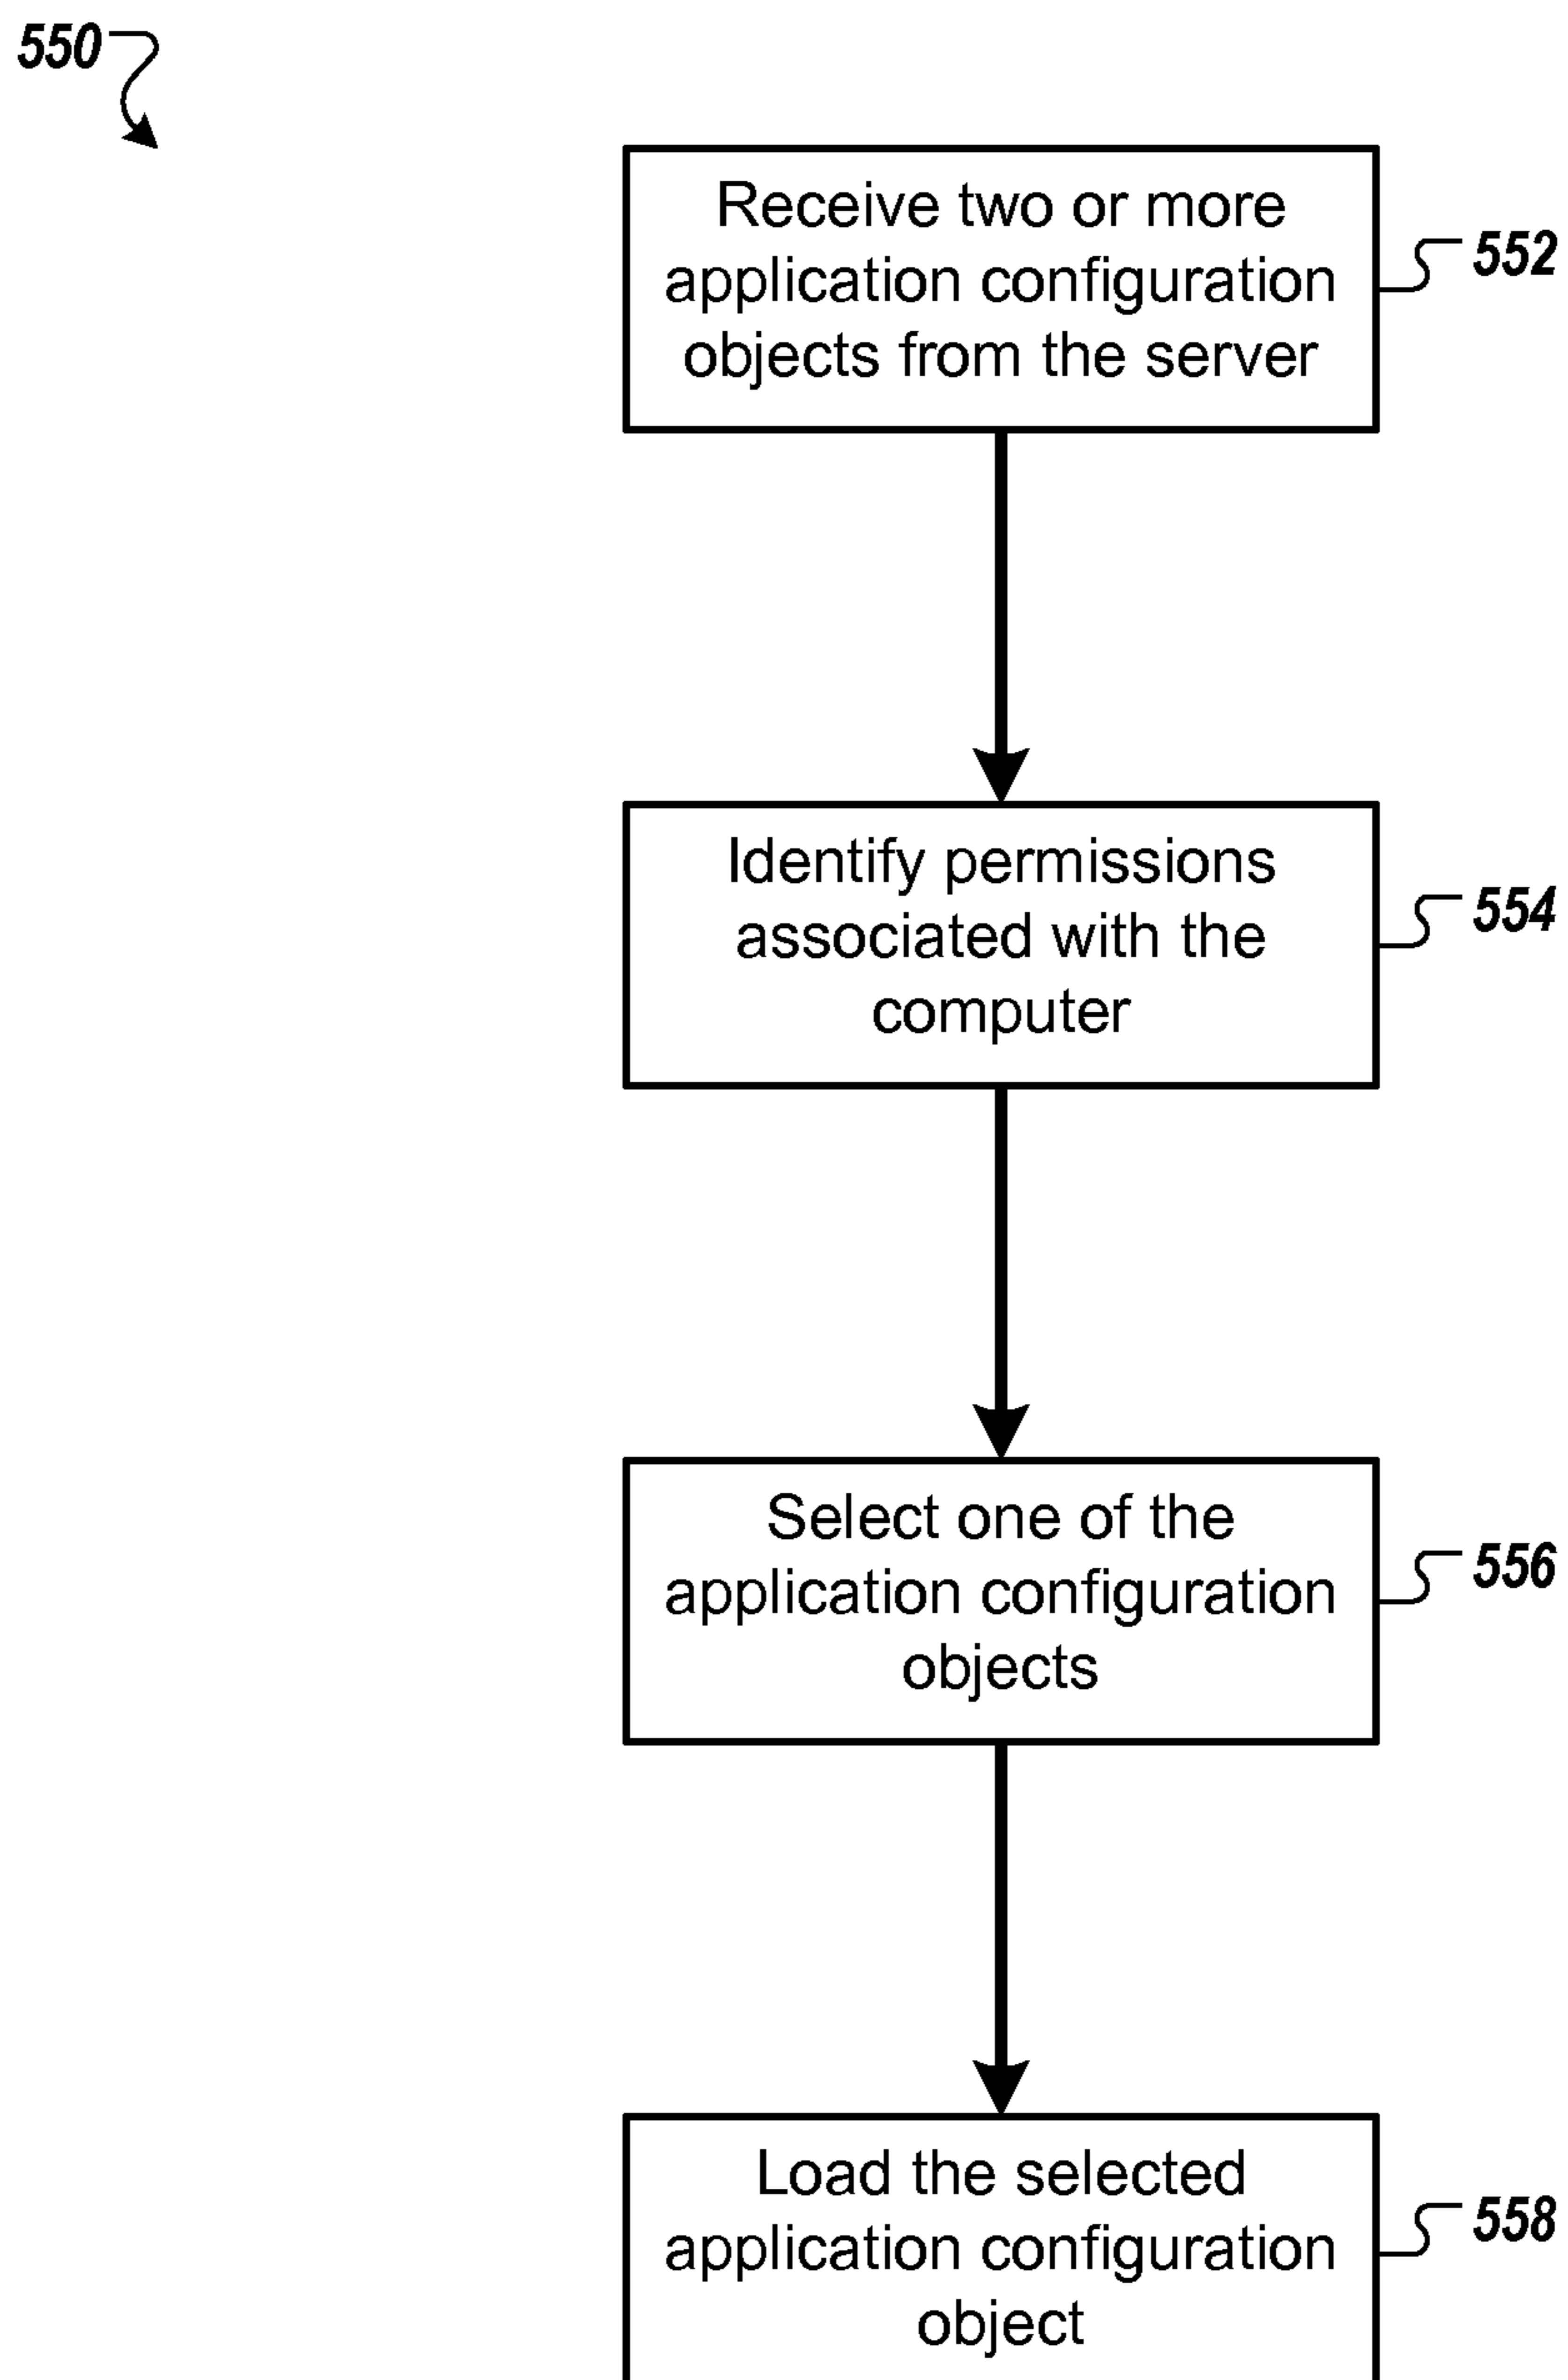 550
Receive two or more
application configuration
objects from the server
552
Identify permissions
associated with the
computer
554
Select one of the
application configuration
objects
556
Load the selected
application configuration
object
558